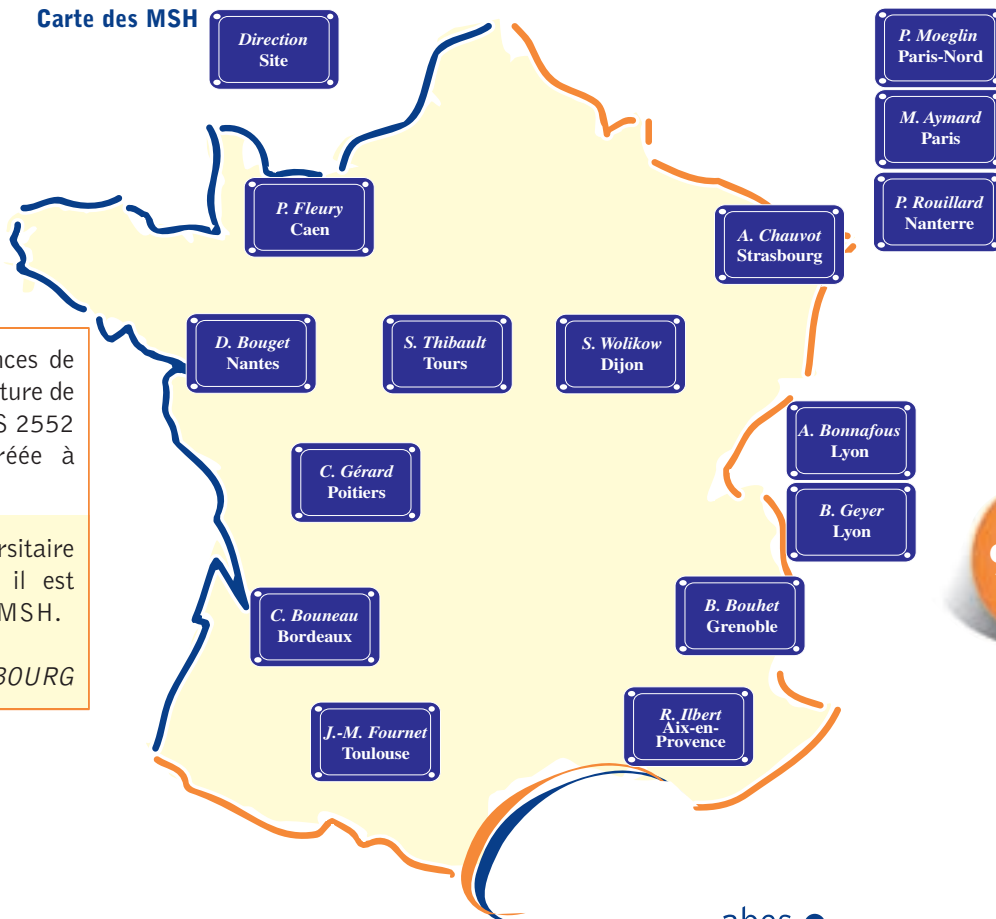 Carte des MSH
Direction
Site
P. Moeglin
Paris-Nord
M. Aymard
Paris
P. Rouillard
Nanterre
P. Fleury
Caen
A. Chauvot
Strasbourg
D. Bouget
Nantes
S. Thibault
Tours
S. Wolikow
Dijon
nces de
ture de
S 2552
réée à
A. Bonnafous
Lyon
C. Gérard
Poitiers
B. Geyer
Lyon
rsitaire
il est
MSH.
BOURG
C. Bouneau
Bordeaux
B. Bouhet
Grenoble
J.-M. Fournet
Toulouse
R. Ilbert
Aix-en-
Provence